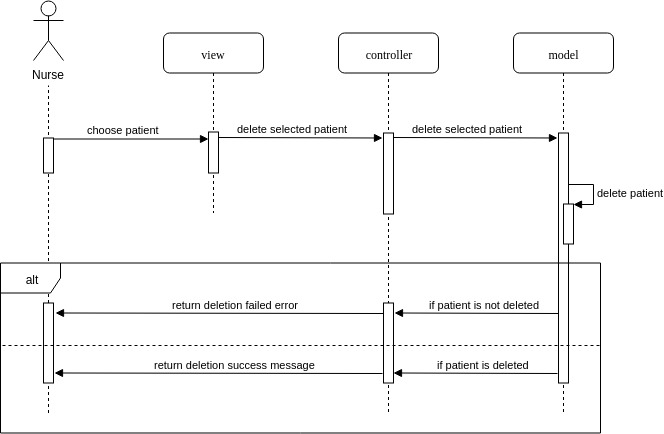 Nurse
view
controller
model
choose patient
delete selected patient
delete selected patient
delete patient
alt
return deletion failed error
if patient is not deleted
return deletion success message
if patient is deleted